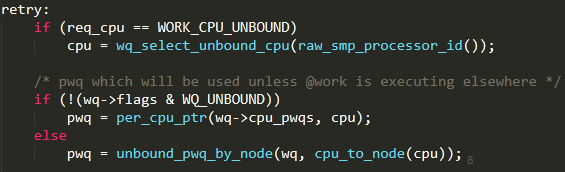 retry:
    if (req_cpu == WORK_CPU_UNBOUND)
        cpu = wq_select_unbound_cpu(raw_smp_processor_id());

    /* pwq which will be used unless @work is executing elsewhere */
    if (!(wq->flags & WQ_UNBOUND))
        pwq = per_cpu_ptr(wq->cpu_pwqs, cpu);
    else
        pwq = unbound_pwq_by_node(wq, cpu_to_node(cpu)); 8